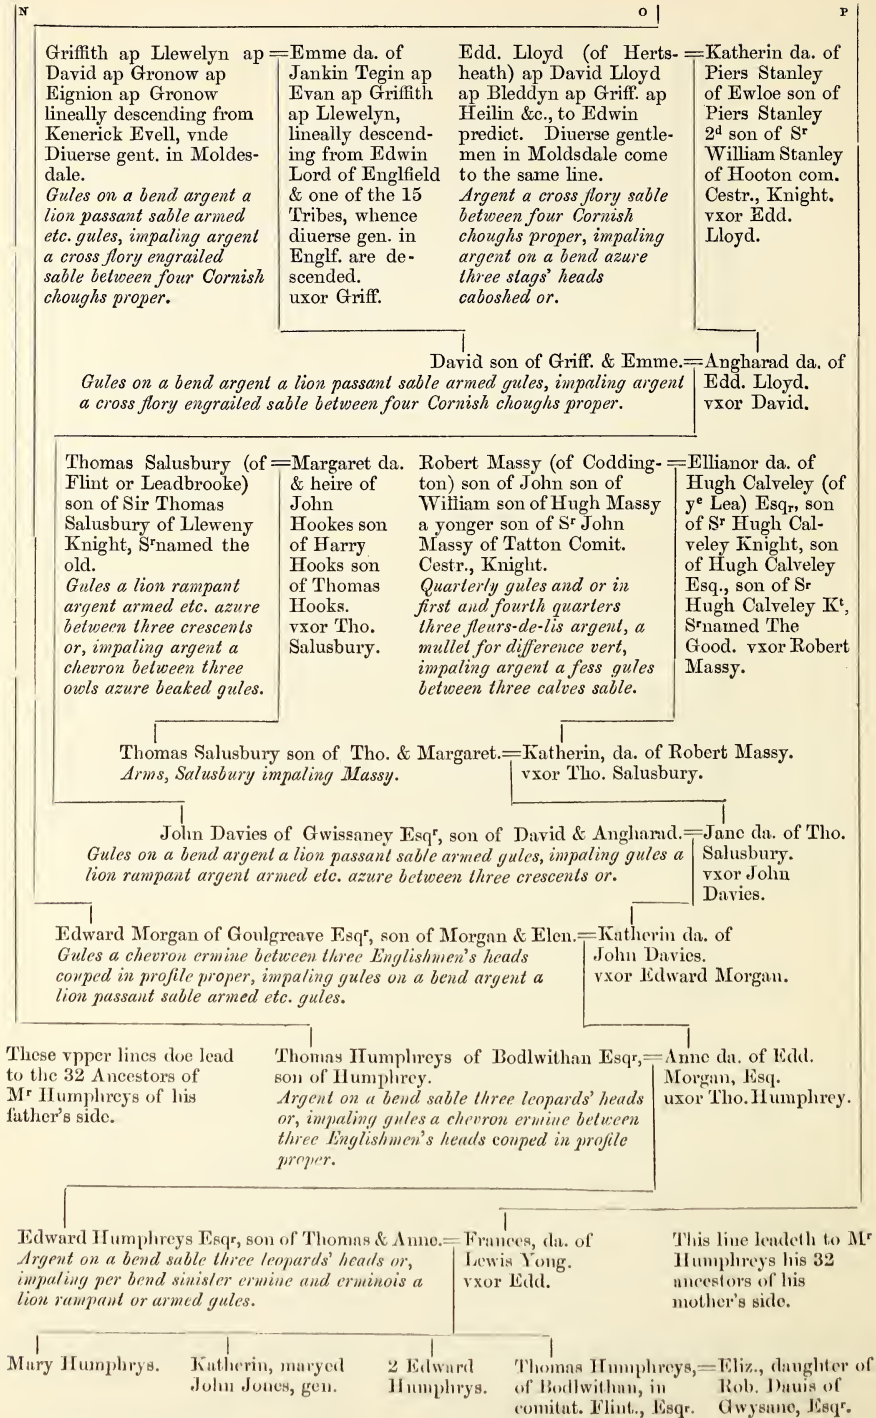 N
O
P
Griffith ap Llewelyn ap
David ap Gronow ap
Eignion ap Gronow
lineally descending from
Kenerick Evell, vnde
Diuerse gent. in Moldes-
dale.
Gules on a bend argent a
lion passant sable armed
etc. gules, impaling argent
a cross flory engrailed
sable between four Cornish
choughs proper.
=Emme da. of
Jankin Tegin ap
Evan ap Griffith
ap Llewelyn,
lineally descend-
ing from Edwin
Lord of Englfield
& one of the 15
Tribes, whence
diuerse gen. in
Englf. are de-
scended.
uxor Griff.
Edd. Lloyd (of Herts-
heath) ap David Lloyd
ap Bleddyn ap Griff. ap
Heilin &c., to Edwin
predict. Diuerse gentle-
men in Moldsdale come
to the same line.
Argent a cross flory sable
between four Cornish
choughs proper, impaling
argent on a bend azure
three stags' heads
caboshed or.
=Katherin da. of
Piers Stanley
of Ewloe son of
Piers Stanley
2d son of Sr
William Stanley
of Hooton com.
Cestr., Knight.
vxor Edd.
Lloyd.
David son of Griff. & Emme.=Angharad da. of
Gules on a bend argent a lion passant sable armed gules, impaling argent
a cross flory engrailed sable between four Cornish choughs proper.
Edd. Lloyd.
vxor David.
Thomas Salusbury (of
Flint or Leadbrooke)
son of Sir Thomas
Salusbury of Lleweny
Knight, Srnamed the
old.
Gules a lion rampant
argent armed etc. azure
between three crescents
or, impaling argent a
chevron between three
owls azure beaked gules.
=Margaret da.
& heire of
John
Hookes son
of Harry
Hooks son
of Thomas
Hooks.
vxor Tho.
Salusbury.
Robert Massy (of Codding-
ton) son of John son of
William son of Hugh Massy
a yonger son of Sr John
Massy of Tatton Comit.
Cestr., Knight.
Quarterly gules and or in
first and fourth quarters
three fleurs-de-lis argent, a
mullet for difference vert,
impaling argent a fess gules
between three calves sable.
=Ellianor da. of
Hugh Calveley (of
ye Lea) Esqr, son
of Sr Hugh Cal-
veley Knight, son
of Hugh Calveley
Esq., son of Sr
Hugh Calveley Kt,
Srnamed The
Good. vxor Robert
Massy.
Thomas Salusbury son of Tho. & Margaret.=Katherin, da. of Robert Massy.
Arms, Salusbury impaling Massy.
vxor Tho. Salusbury.
John Davies of Gwissaney Esqr, son of David & Angharad.=Jane da. of Tho.
Gules on a bend argent a lion passant sable armed gules, impaling gules a
lion rampant argent armed etc. azure between three crescents or.
Salusbury.
vxor John
Davies.
Edward Morgan of Goulgreave Esqr, son of Morgan & Elen.=Katherin da. of
Gules a chevron ermine between three Englishmen's heads
couped in profile proper, impaling gules on a bend argent a
lion passant sable armed etc. gules.
John Davies.
vxor Edward Morgan.
These vpper lines doe lead
to the 32 Ancestors of
Mr Humphreys of his
father's side.
Thomas Humphreys of Bodlwithan Esqr,
son of Humphrey.
Argent on a bend sable three leopards' heads
or, impaling gules a chevron ermine between
three Englishmen's heads couped in profile
proper.
=Anne da. of Edd.
Morgan, Esq.
uxor Tho. Humphrey.
Edward Humphreys Esqr, son of Thomas & Anne.
Argent on a bend sable three leopards' heads or,
impaling per bend sinister ermine and erminois a
lion rampant or armed gules.
=Frances, da. of
Lewis Yong.
vxor Edd.
This line leadeth to Mr
Humphreys his 32
ancestors of his
mother's side.
Mary Humphrys.
Katherin, maryed
John Jones, gen.
2 Edward
Humphrys.
Thomas Humphreys,
of Bodlwithan, in
comitat. Flint., Esqr.
=Eliz., daughter of
Rob. Dauis of
Gwysane, Esqr.